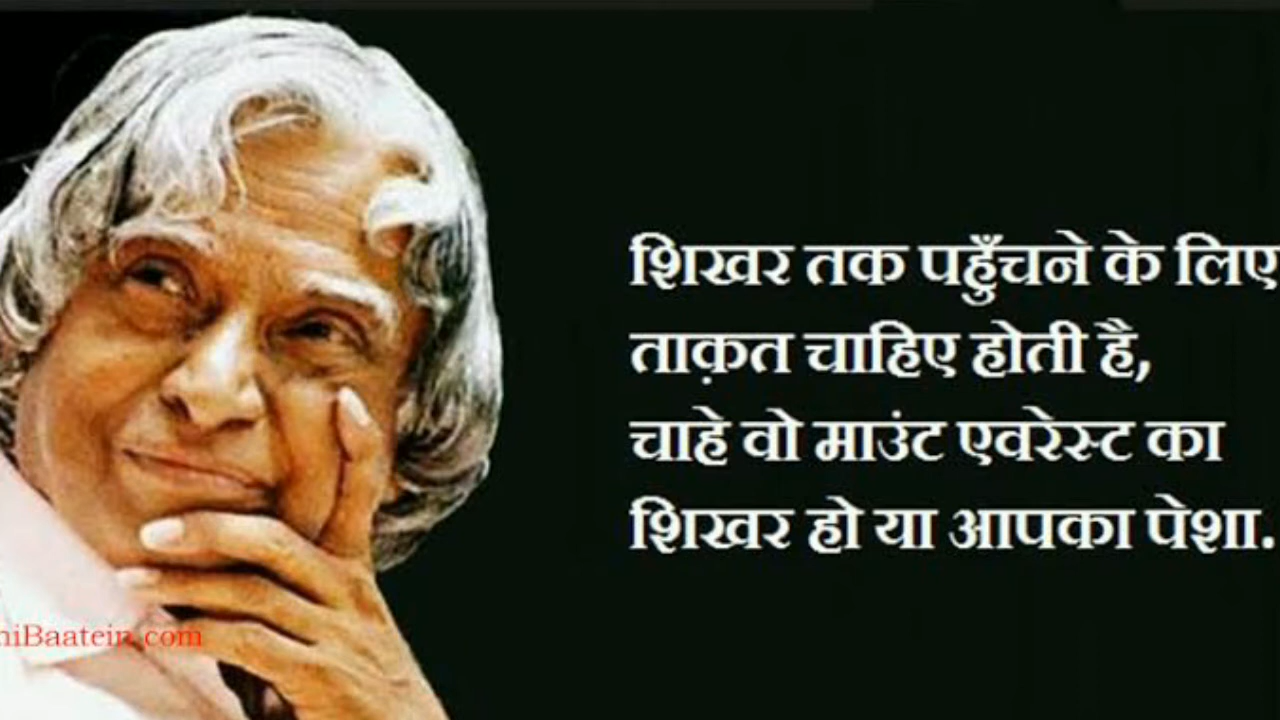 शिखर तक पहुँचने के लिए
ताक़त चाहिए होती है,
चाहे वो माउंट एवरेस्ट का
शिखर हो या आपका पेशा.
hiBaatein.com